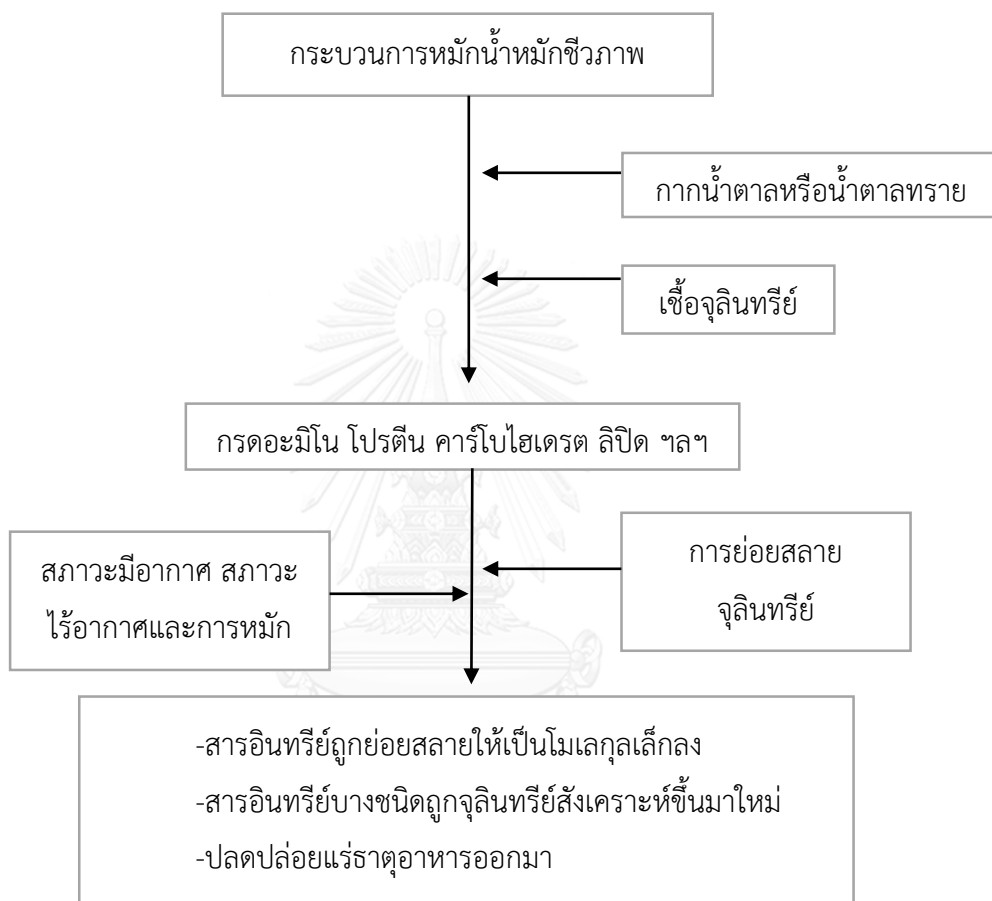 กระบวนการหมักน้ำหมักชีวภาพ
กากน้ำตาลหรือน้ำตาลทราย
เชื้อจุลินทรีย์
กรดอะมิโน โปรตีน คาร์โบไฮเดรต ลิปิด ฯลฯ
สภาวะมีอากาศ สภาวะ
ไร้อากาศและการหมัก
การย่อยสลาย
จุลินทรีย์
-สารอินทรีย์ถูกย่อยสลายให้เป็นโมเลกุลเล็กลง
-สารอินทรีย์บางชนิดถูกจุลินทรีย์สังเคราะห์ขึ้นมาใหม่
-ปลดปล่อยแร่ธาตุอาหารออกมา